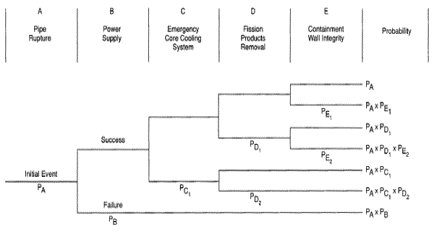 A B C D E
Pipe Rupture
Power Supply
Emergency Core Cooling System
Fission Products Removal
Containment Wall Integrity
Probability
P_A
P_E₁
P_A x P_E₁
Success
P_D₁
P_A x P_D₁
P_E₂
P_A x P_D₁ x P_E₂
Initial Event
P_A
P_C₁
P_A x P_C₁
P_D₂
P_A x P_C₁ x P_D₂
Failure
P_B
P_A x P_B